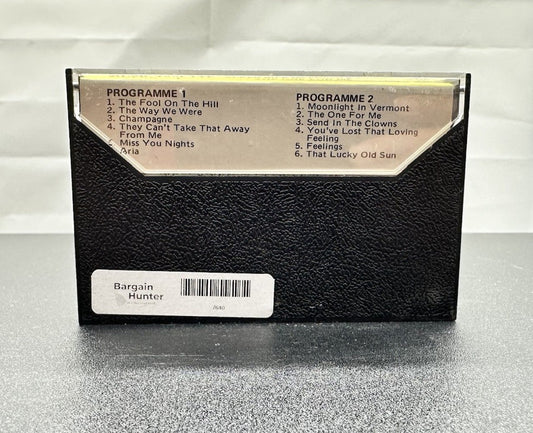 PROGRAMME 1
1. The Fool On The Hill
2. The Way We Were
3. Champagne
4. They Can't Take That Away
From Me
Miss You Nights
Aria
PROGRAMME 2
1. Moonlight In Vermont
2. The One For Me
3. Send In The Clowns
4. You've Lost That Loving
Feeling
5. Feelings
6. That Lucky Old Sun
Bargain
Hunter